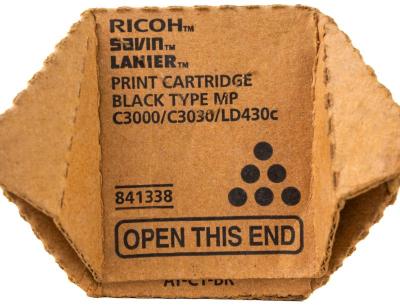 RICOH™
SAVIN™
LANIER™
PRINT CARTRIDGE
BLACK TYPE MP
C3000/C3030/LD430c
841338
OPEN THIS END